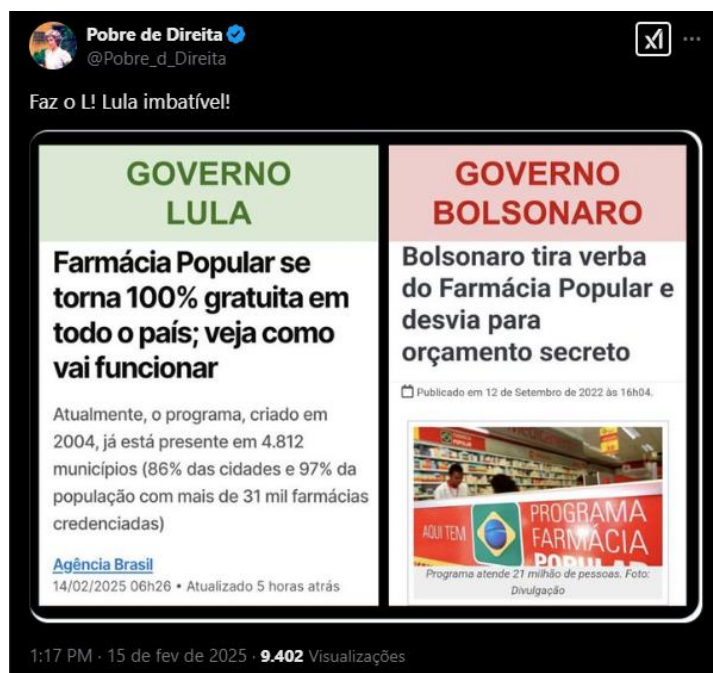 Pobre de Direita
@Pobre_d_Direita
Faz o L! Lula imbatível!
GOVERNO
LULA
Farmácia Popular se
torna 100% gratuita em
todo o país; veja como
vai funcionar
Atualmente, o programa, criado em
2004, já está presente em 4.812
municípios (86% das cidades e 97% da
população com mais de 31 mil farmácias
credenciadas)
Agência Brasil
14/02/2025 06h26 • Atualizado 5 horas atrás
GOVERNO
BOLSONARO
Bolsonaro tira verba
do Farmácia Popular e
desvia para
orçamento secreto
Publicado em 12 de Setembro de 2022 às 16h04.
AQUI TEM
PROGRAMA
FARMÁCIA
POPULAR
Programa atende 21 milhão de pessoas. Foto:
Divulgação
1:17 PM · 15 de fev de 2025 · 9.402 Visualizações